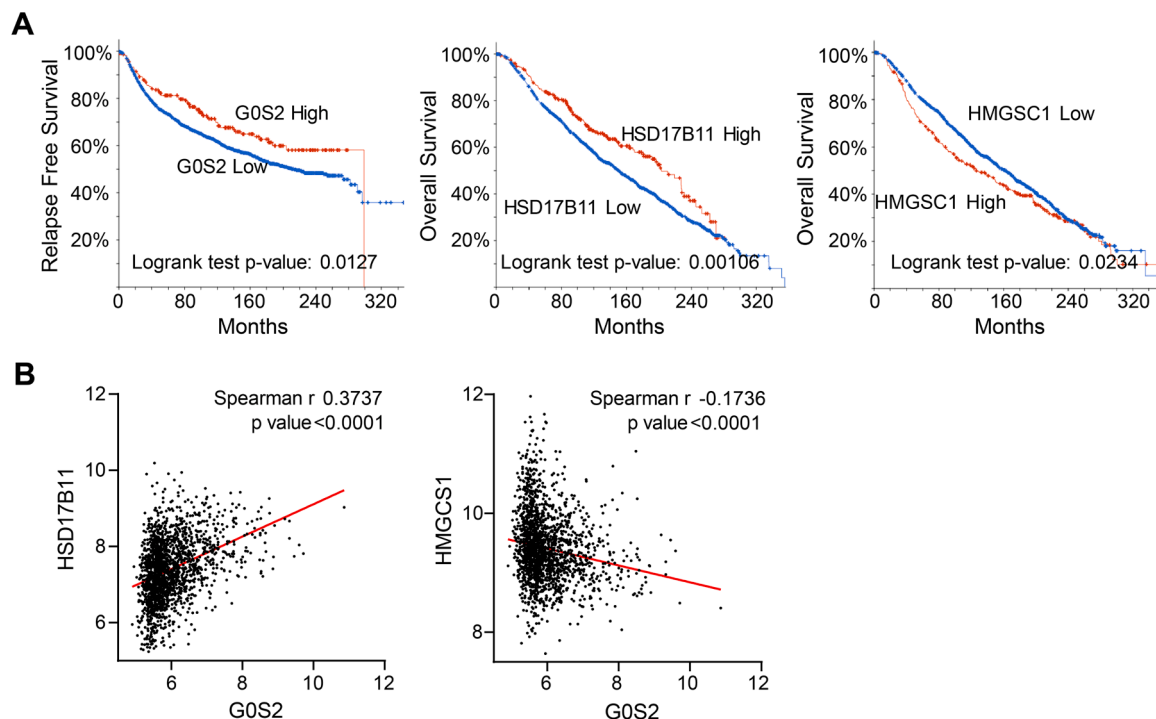 A
Relapse Free Survival
100%
80%
60%
40%
20%
G0S2 High
G0S2 Low
Logrank test p-value: 0.0127
0 80 160 240 320
Months
Overall Survival
100%
80%
60%
40%
20%
HSD17B11 High
HSD17B11 Low
Logrank test p-value: 0.00106
0 80 160 240 320
Months
Overall Survival
100%
80%
60%
40%
20%
HMGSC1 Low
HMGSC1 High
Logrank test p-value: 0.0234
0 80 160 240 320
Months
B
HSD17B11
12
10
8
6
Spearman r 0.3737
p value<0.0001
6 8 10 12
G0S2
HMGCS1
12
10
8
Spearman r -0.1736
p value<0.0001
6 8 10 12
G0S2